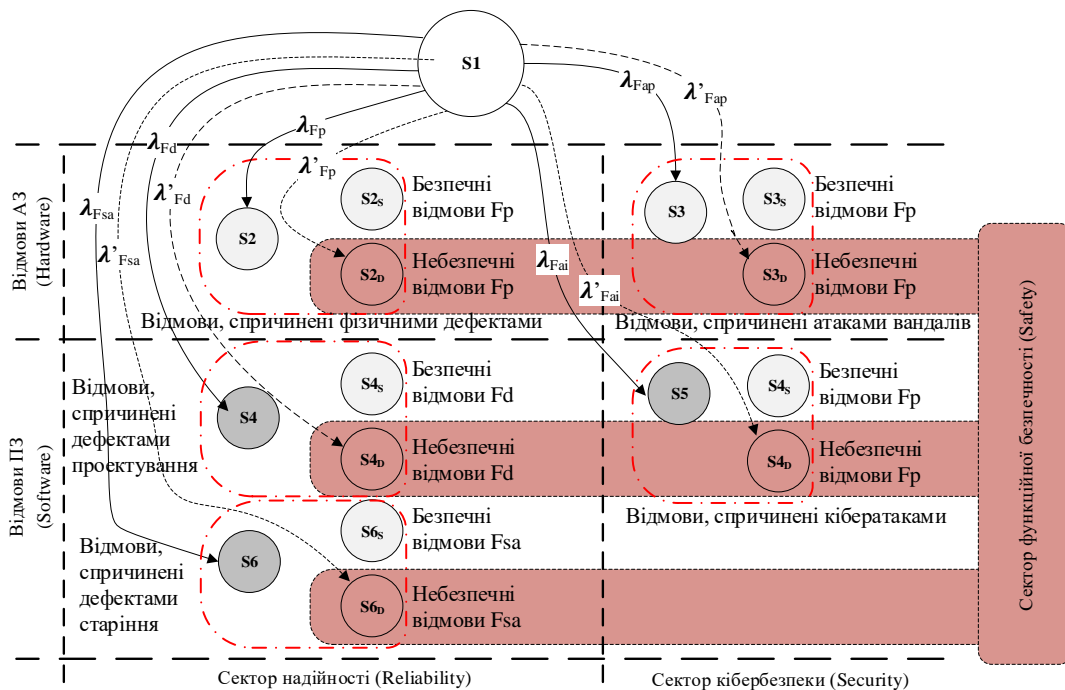 S1
λFap
λ'Fap
λFp
λFd
λ'Fp
λ'Fd
λFsa
λ'Fsa
λFai
λ'Fai
Відмови АЗ
(Hardware)
S2
S2S
Безпечні
відмови Fp
S2D
Небезпечні
відмови Fp
Відмови, спричинені фізичними дефектами
S3
S3S
Безпечні
відмови Fp
S3D
Небезпечні
відмови Fp
Відмови, спричинені атаками вандалів
Відмови ПЗ
(Software)
Відмови,
спричинені
дефектами
проектування
S4
S4S
Безпечні
відмови Fd
S4D
Небезпечні
відмови Fd
S5
S4S
Безпечні
відмови Fp
S4D
Небезпечні
відмови Fp
Відмови, спричинені кібератаками
Відмови,
спричинені
дефектами
старіння
S6
S6S
Безпечні
відмови Fsa
S6D
Небезпечні
відмови Fsa
Сектор функційної безпечності (Safety)
Сектор надійності (Reliability)
Сектор кібербезпеки (Security)